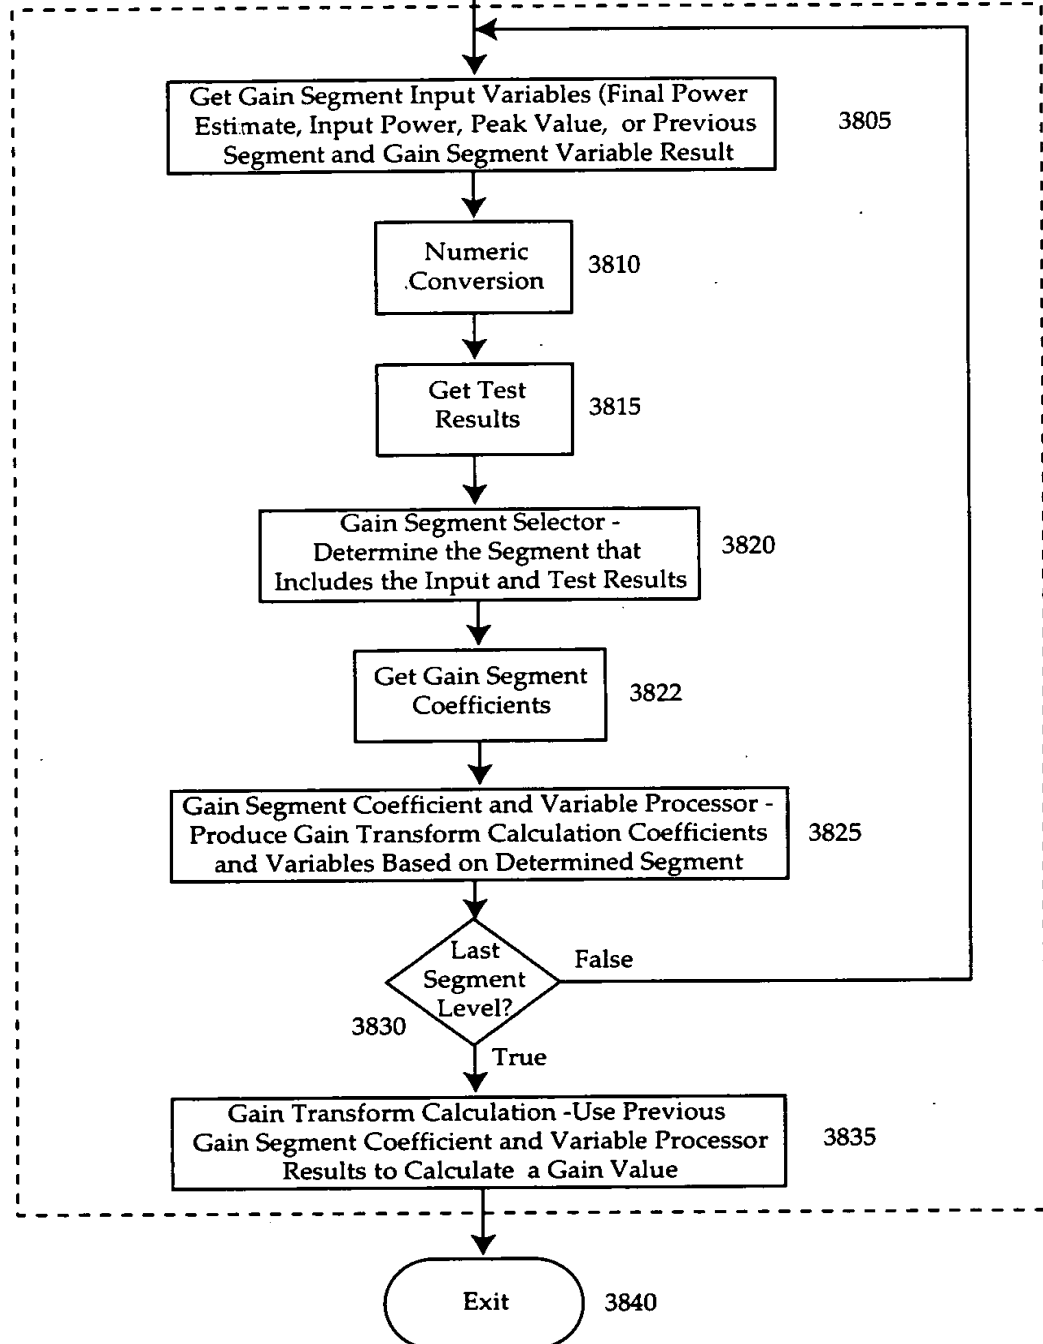 Get Gain Segment Input Variables (Final Power
Estimate, Input Power, Peak Value, or Previous
Segment and Gain Segment Variable Result
3805
Numeric
Conversion
3810
Get Test
Results
3815
Gain Segment Selector -
Determine the Segment that
Includes the Input and Test Results
3820
Get Gain Segment
Coefficients
3822
Gain Segment Coefficient and Variable Processor -
Produce Gain Transform Calculation Coefficients
and Variables Based on Determined Segment
3825
Last
Segment
Level?
False
3830
True
Gain Transform Calculation -Use Previous
Gain Segment Coefficient and Variable Processor
Results to Calculate a Gain Value
3835
Exit
3840